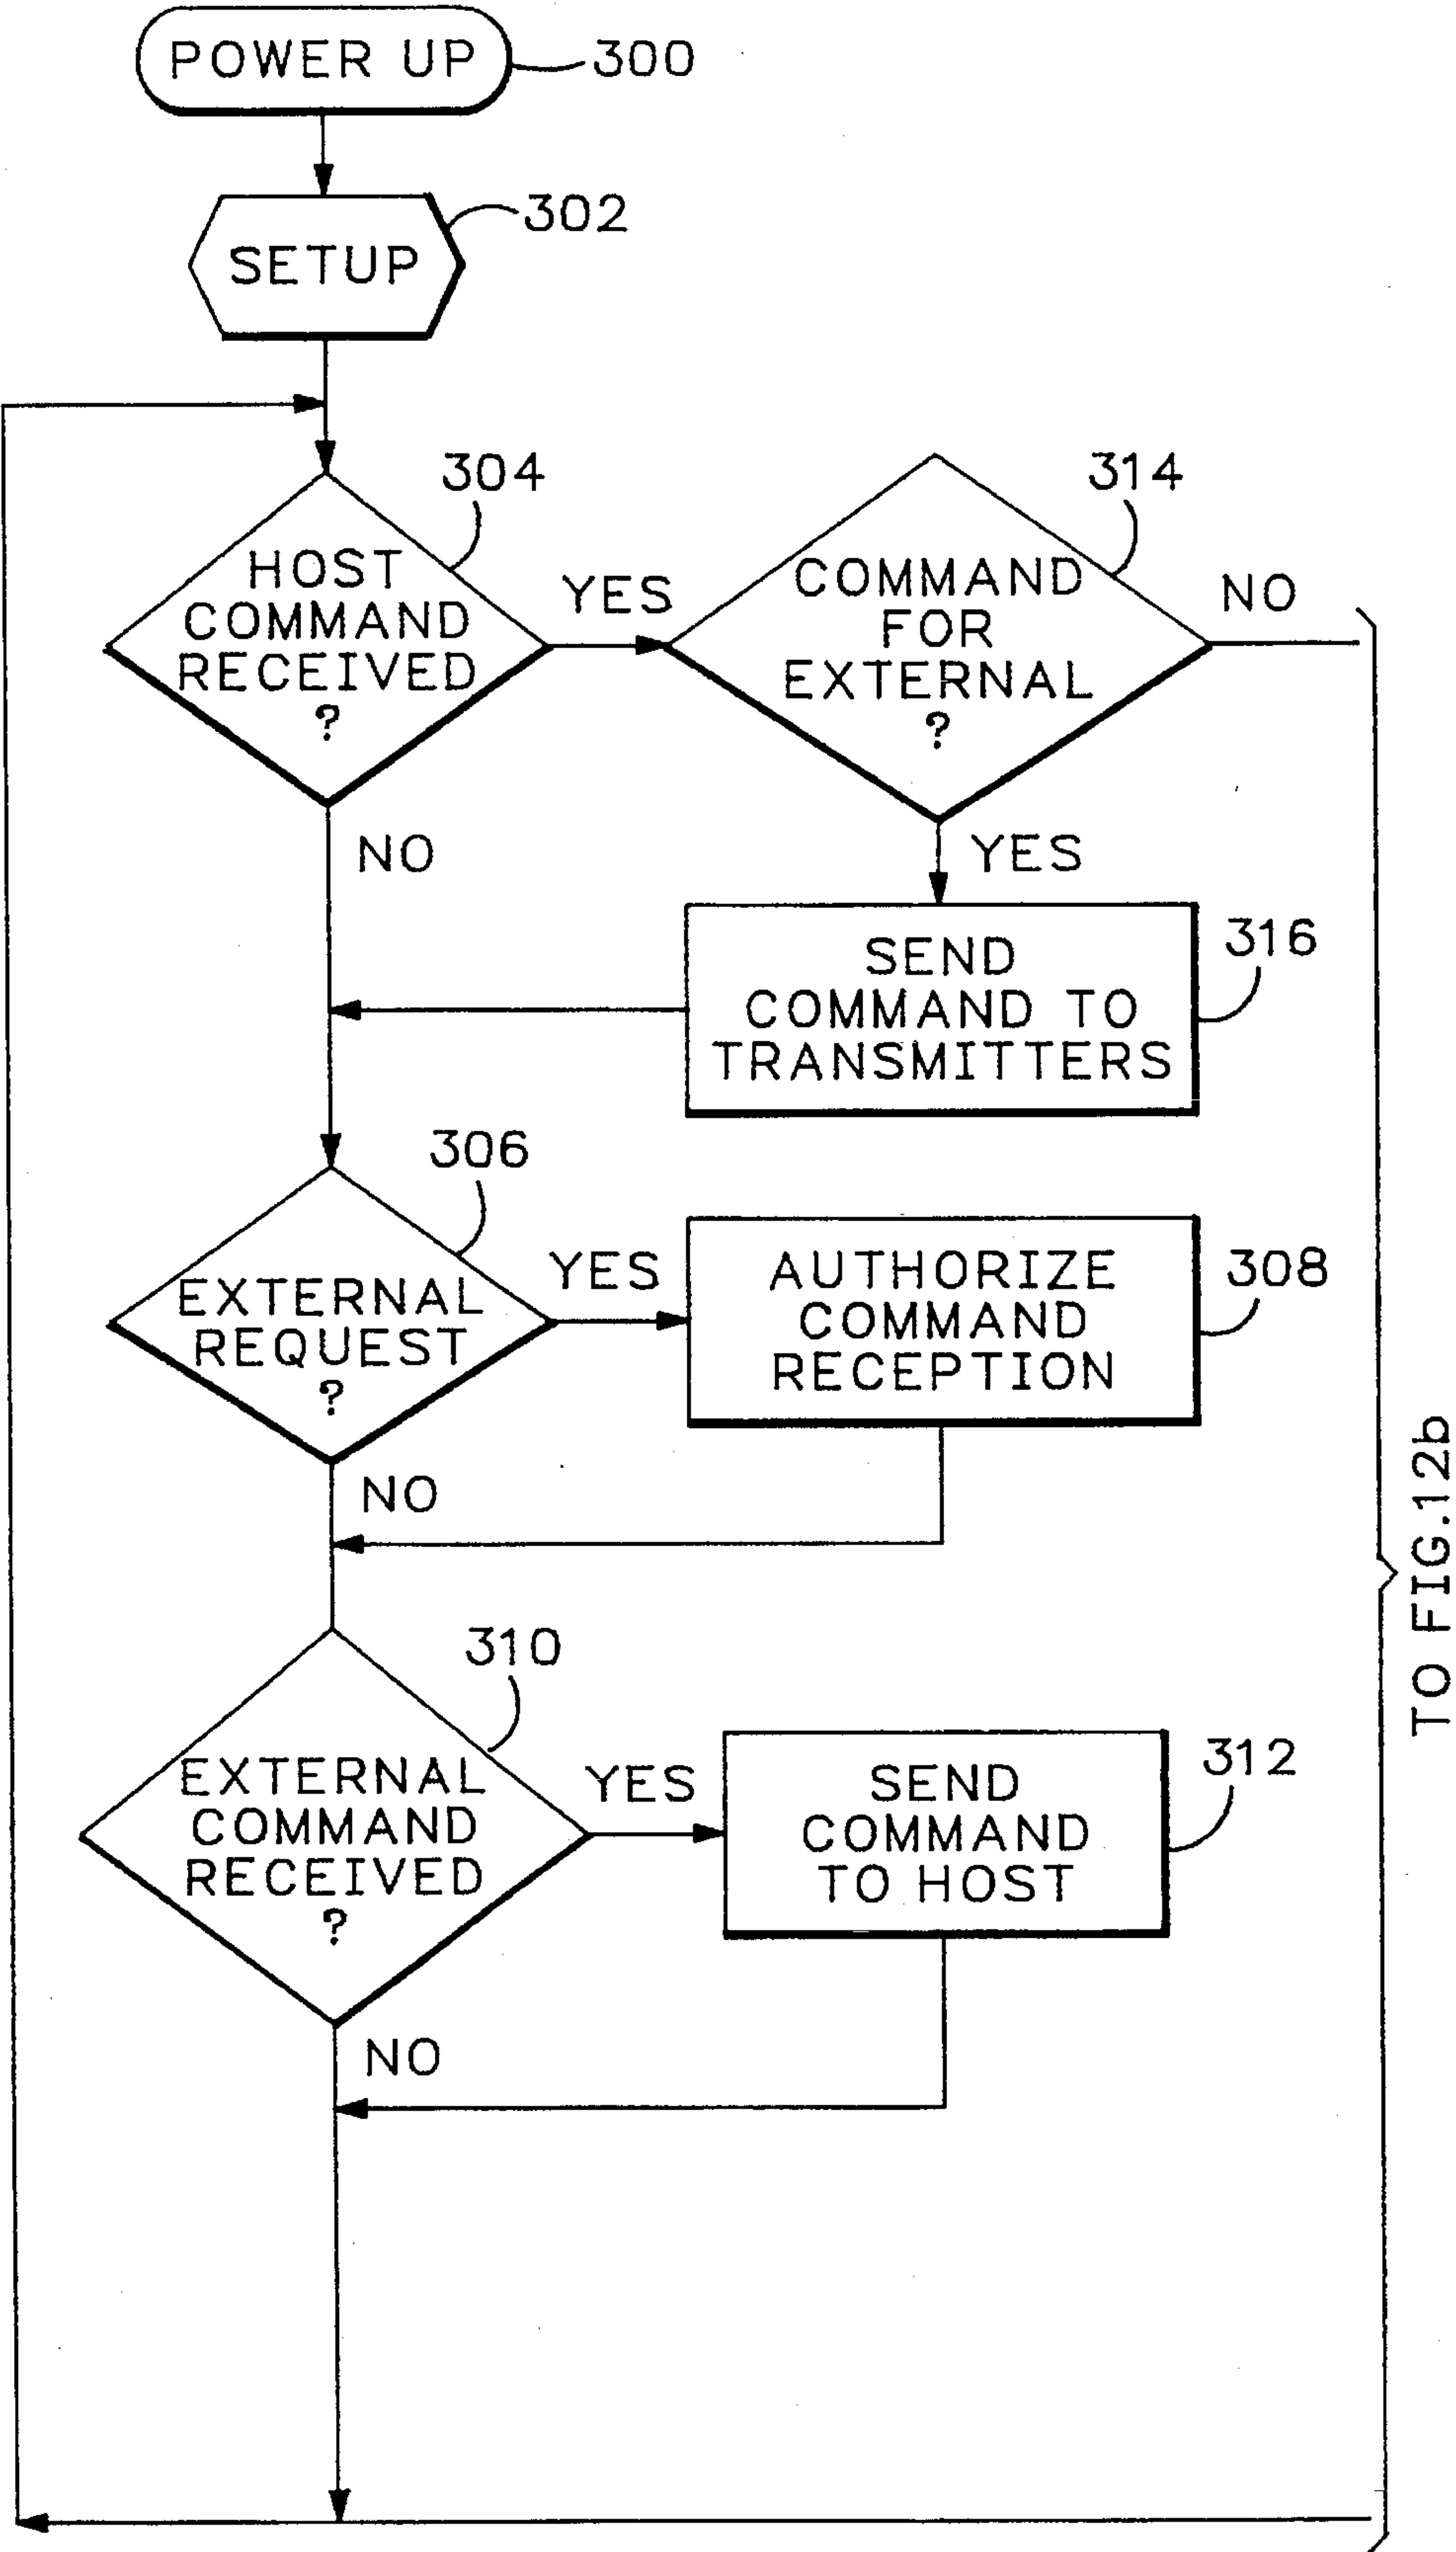 POWER UP
300
SETUP
302
304
HOST
COMMAND
RECEIVED
?
YES
NO
314
COMMAND
FOR
EXTERNAL
?
NO
YES
SEND
COMMAND TO
TRANSMITTERS
316
306
EXTERNAL
REQUEST
?
YES
NO
AUTHORIZE
COMMAND
RECEPTION
308
310
EXTERNAL
COMMAND
RECEIVED
?
YES
NO
SEND
COMMAND
TO HOST
312
TO FIG.12b